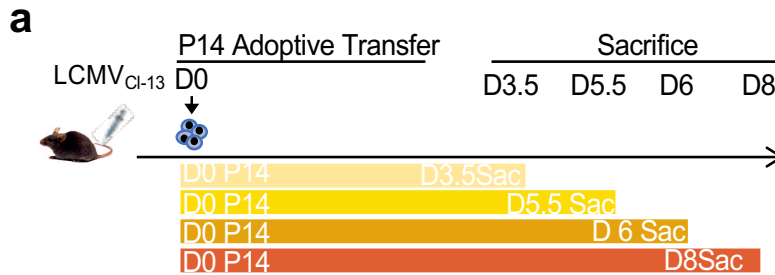 a
P14 Adoptive Transfer Sacrifice
LCMVCl-13 D0 D3.5 D5.5 D6 D8
D0 P14 D3.5Sac
D0 P14 D5.5 Sac
D0 P14 D 6 Sac
D0 P14 D8Sac